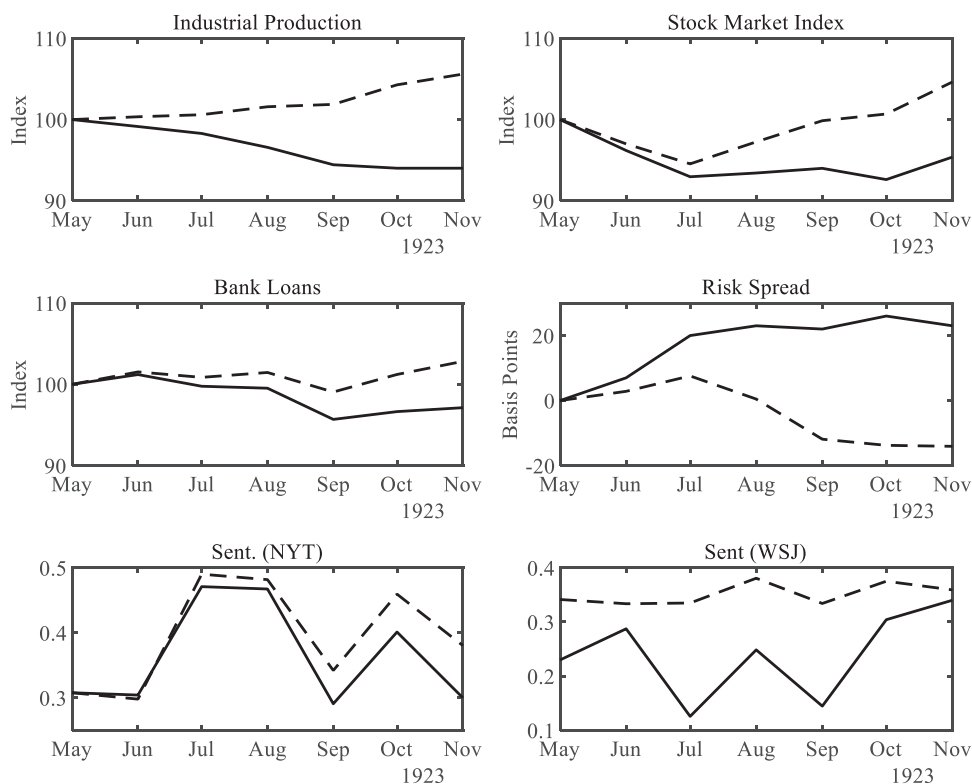 Industrial Production
Stock Market Index
110
100
90
Index
May Jun Jul Aug Sep Oct Nov
1923
110
100
90
Index
May Jun Jul Aug Sep Oct Nov
1923
Bank Loans
Risk Spread
110
100
90
Index
May Jun Jul Aug Sep Oct Nov
1923
20
0
-20
Basis Points
May Jun Jul Aug Sep Oct Nov
1923
Sent. (NYT)
Sent (WSJ)
0.5
0.4
0.3
May Jun Jul Aug Sep Oct Nov
1923
0.4
0.3
0.2
0.1
May Jun Jul Aug Sep Oct Nov
1923